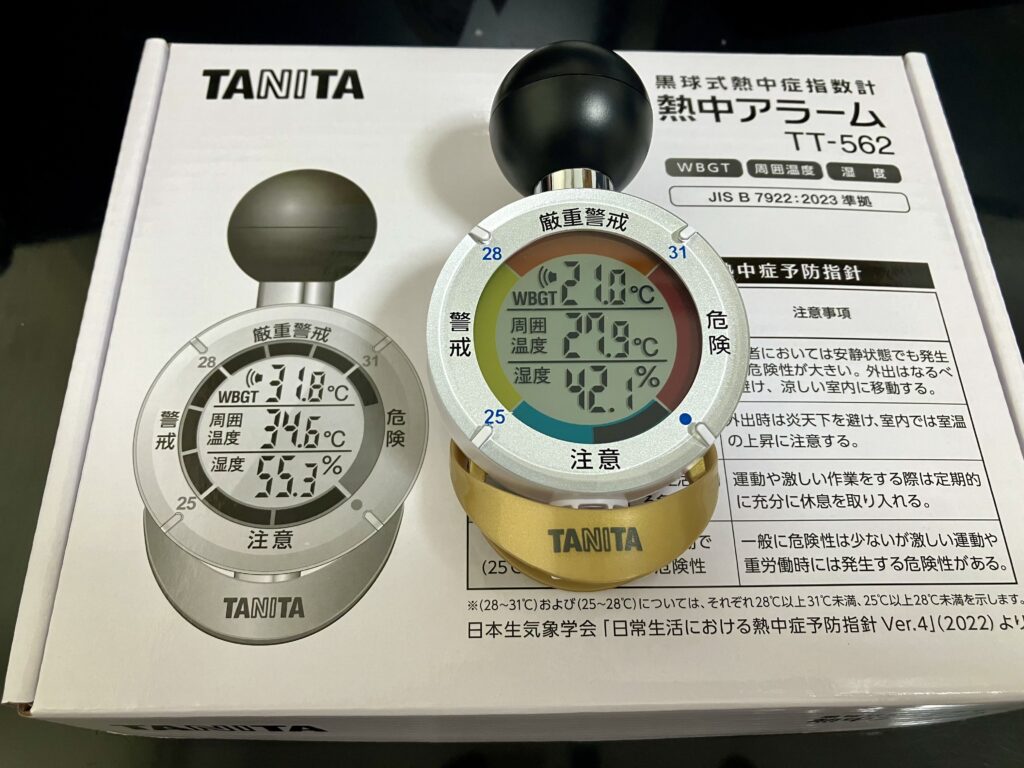 TANITA
黒球式熱中症指数計
熱中アラーム
TT-562
WBGT 周囲温度 湿度
JIS B 7922:2023 準拠
厳重警戒
28
31
警戒
危険
25
注意
WBGT 31.8℃
周囲温度 34.6℃
湿度 55.3%
TANITA
厳重警戒
28
31
警戒
危険
25
注意
WBGT 21.0℃
周囲温度 27.9℃
湿度 42.1%
TANITA
中症予防指針
注意事項
者においては安静状態でも発生
危険性が大きい。外出はなるべ
避け、涼しい室内に移動する。
外出時は炎天下を避け、室内では室温
の上昇に注意する。
運動や激しい作業をする際は定期的
に充分に休息を取り入れる。
(25
危険性
一般に危険性は少ないが激しい運動や
重労働時には発生する危険性がある。
※(28~31℃)および(25~28℃)については、それぞれ28℃以上31℃未満、25℃以上28℃未満を示します。
日本生気象学会「日常生活における熱中症予防指針 Ver.4」(2022)より